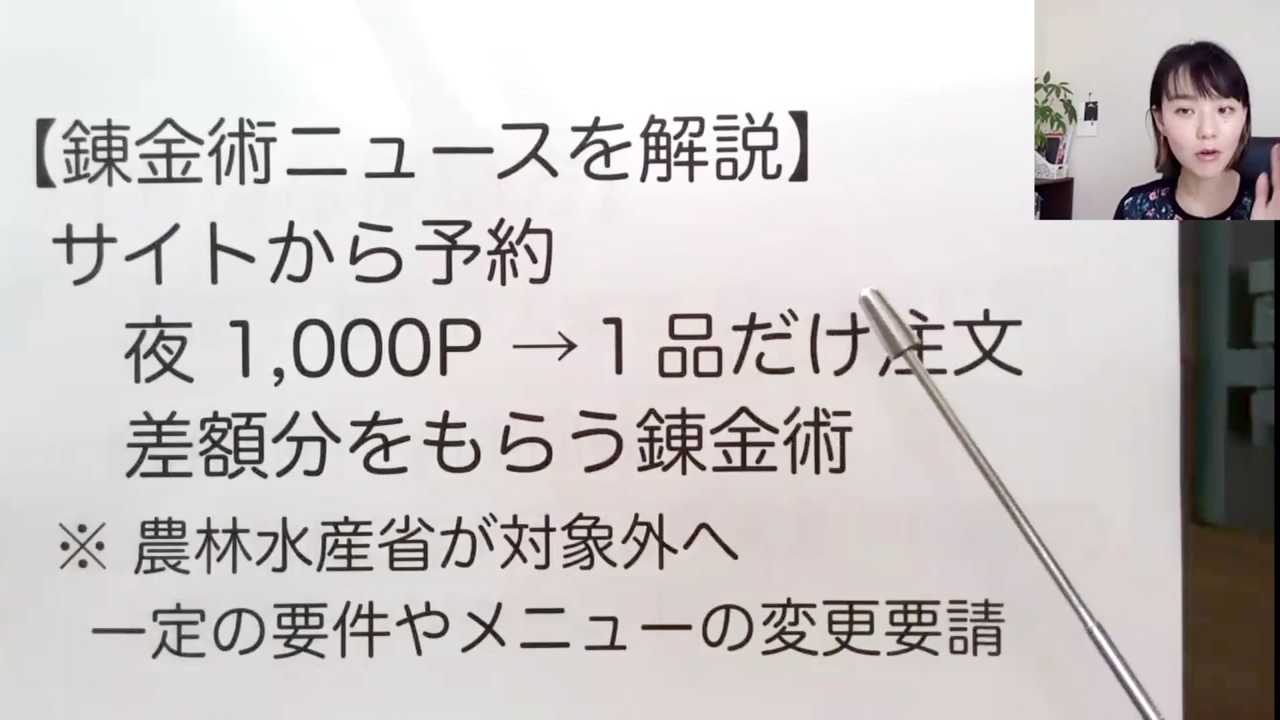 【錬金術ニュースを解説】
サイトから予約
夜 1,000P →1品だけ注文
差額分をもらう錬金術
※ 農林水産省が対象外へ
一定の要件やメニューの変更要請